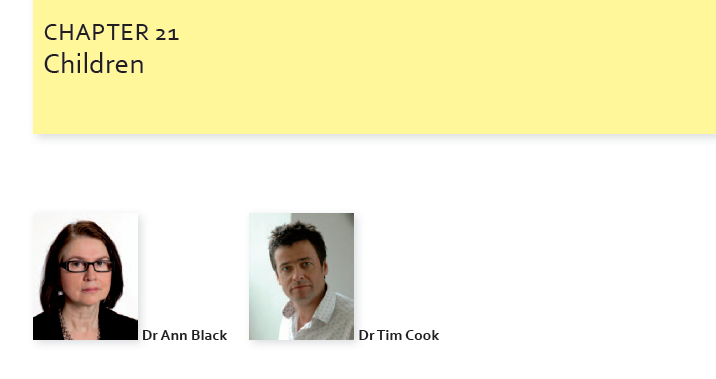 CHAPTER 21
Children
Dr Ann Black
Dr Tim Cook